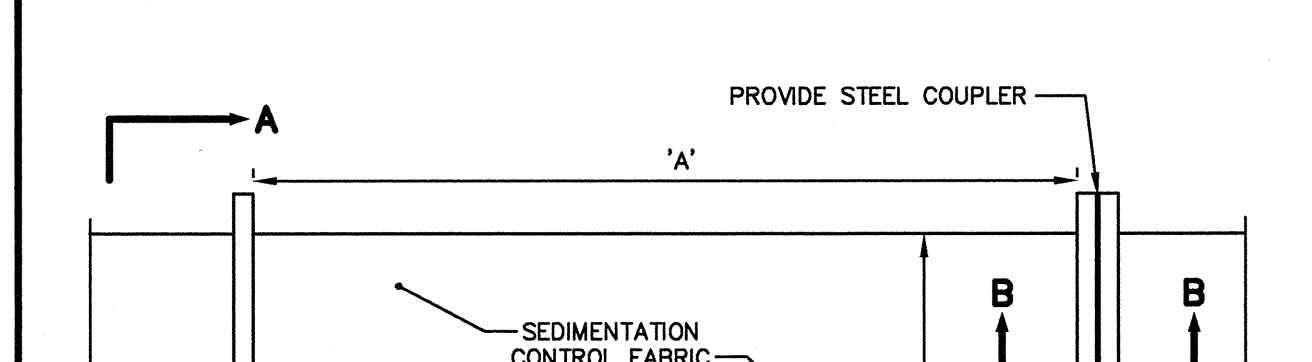 PROVIDE STEEL COUPLER
A
'A'
B B
SEDIMENTATION
CONTROL FABRIC